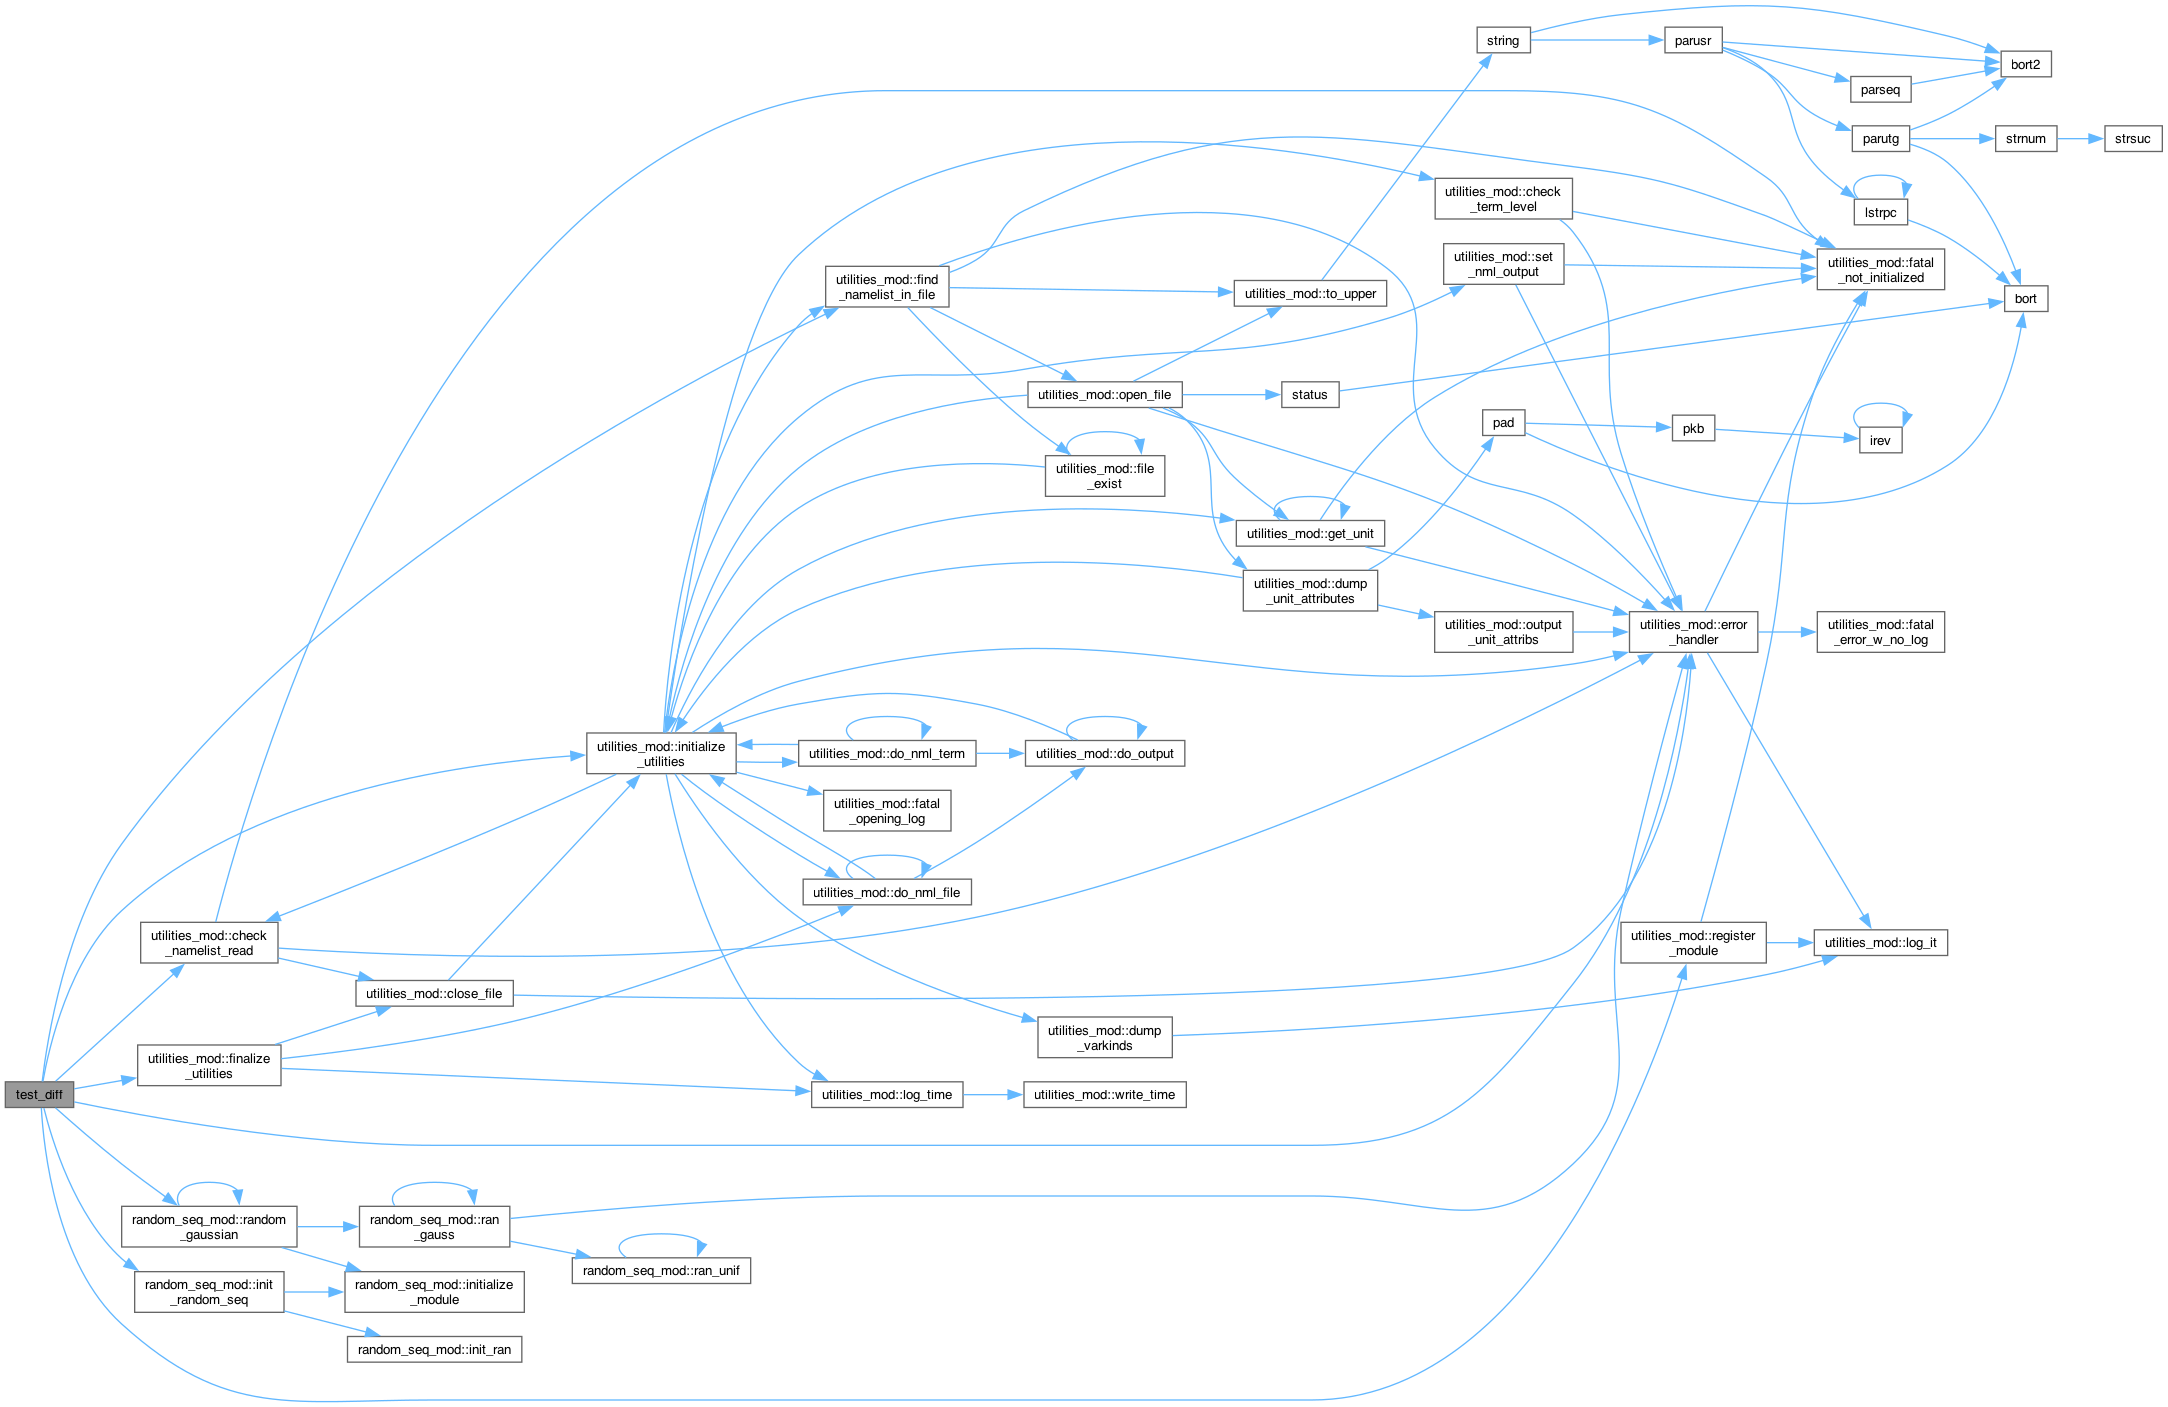 string
parusr
bort2
parseq
parutg
strnum
strsuc
utilities_mod::check
_term_level
lstrpc
utilities_mod::set
_nml_output
utilities_mod::fatal
_not_initialized
utilities_mod::find
_namelist_in_file
utilities_mod::to_upper
bort
utilities_mod::open_file
status
pad
pkb
irev
utilities_mod::file
_exist
utilities_mod::get_unit
utilities_mod::dump
_unit_attributes
utilities_mod::output
_unit_attribs
utilities_mod::error
_handler
utilities_mod::fatal
_error_w_no_log
utilities_mod::initialize
_utilities
utilities_mod::do_nml_term
utilities_mod::do_output
utilities_mod::fatal
_opening_log
utilities_mod::do_nml_file
utilities_mod::check
_namelist_read
utilities_mod::register
_module
utilities_mod::log_it
utilities_mod::close_file
utilities_mod::dump
_varkinds
utilities_mod::finalize
_utilities
test_diff
utilities_mod::log_time
utilities_mod::write_time
random_seq_mod::random
_gaussian
random_seq_mod::ran
_gauss
random_seq_mod::ran_unif
random_seq_mod::init
_random_seq
random_seq_mod::initialize
_module
random_seq_mod::init_ran